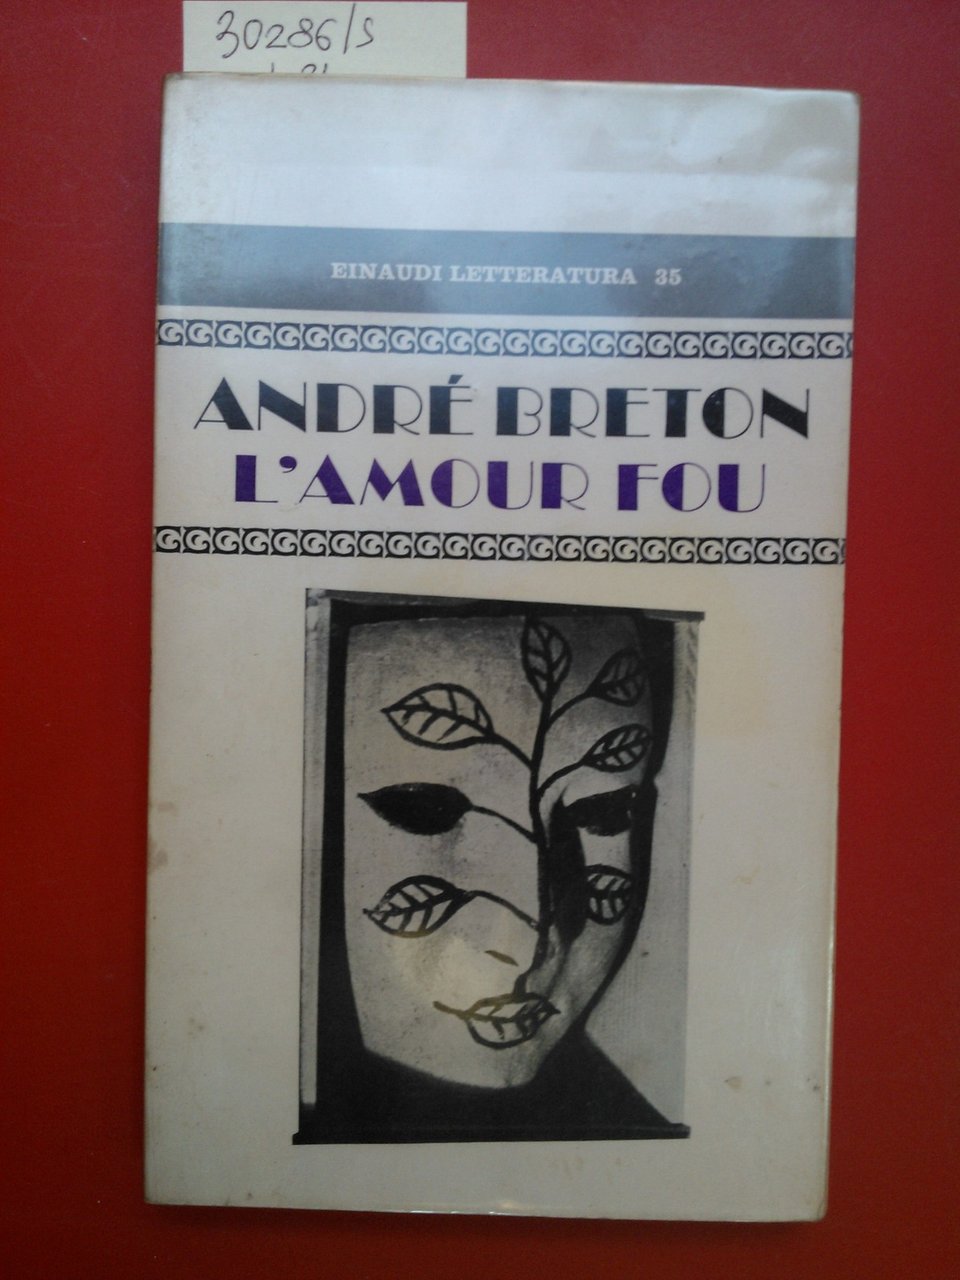 30286/s
EINAUDI LETTERATURA 35
ANDRÉ BRETON
L'AMOUR FOU